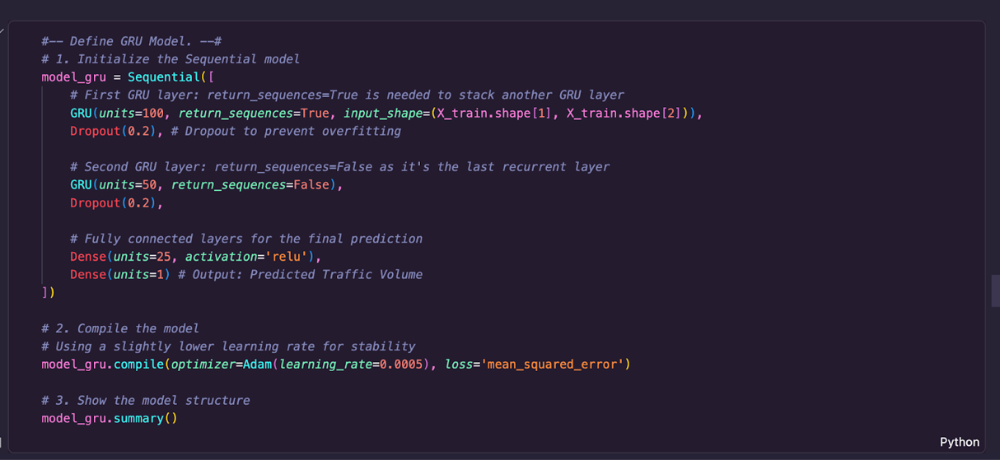 #-- Define GRU Model. --#
# 1. Initialize the Sequential model
model_gru = Sequential([
    # First GRU layer: return_sequences=True is needed to stack another GRU layer
    GRU(units=100, return_sequences=True, input_shape=(X_train.shape[1], X_train.shape[2])),
    Dropout(0.2), # Dropout to prevent overfitting

    # Second GRU layer: return_sequences=False as it's the last recurrent layer
    GRU(units=50, return_sequences=False),
    Dropout(0.2),

    # Fully connected layers for the final prediction
    Dense(units=25, activation='relu'),
    Dense(units=1) # Output: Predicted Traffic Volume
])

# 2. Compile the model
# Using a slightly lower learning rate for stability
model_gru.compile(optimizer=Adam(learning_rate=0.0005), loss='mean_squared_error')

# 3. Show the model structure
model_gru.summary()
Python